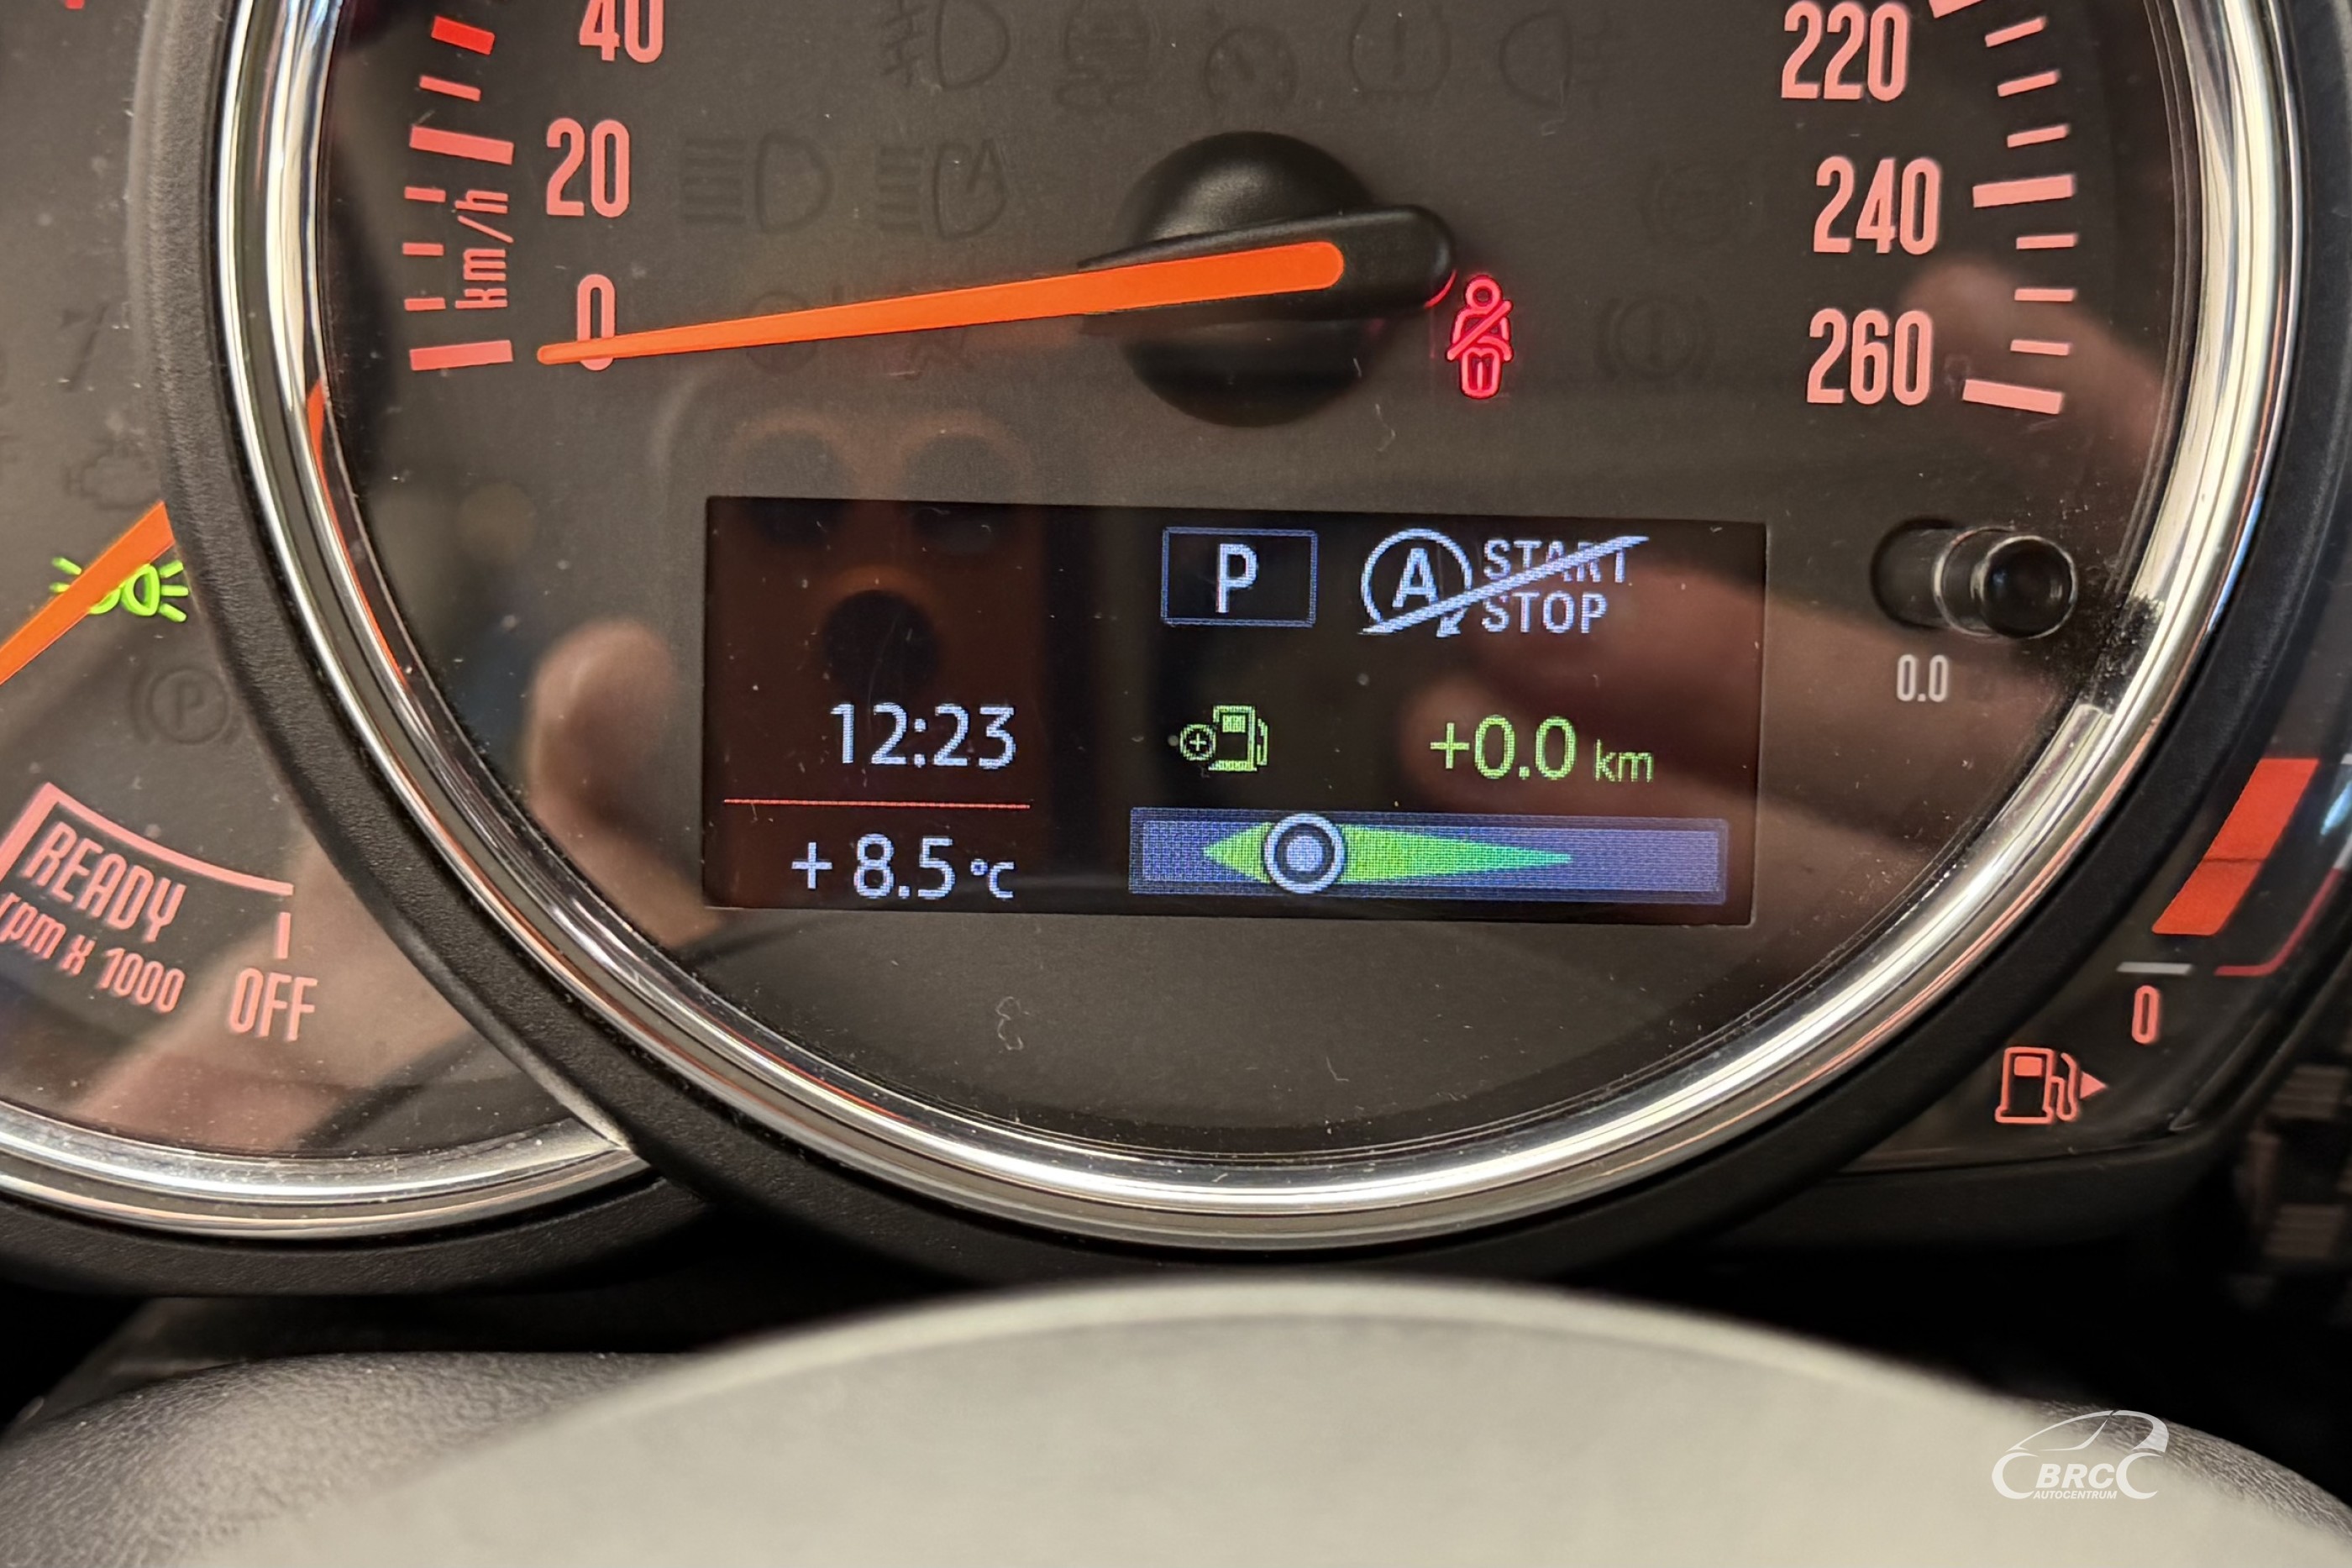 40
20
km/h
0
220
240
260
P
A START
STOP
0.0
12:23
+0.0 km
+ 8.5 °C
READY
rpm x 1000
OFF
0
BRC
AUTOCENTRUM